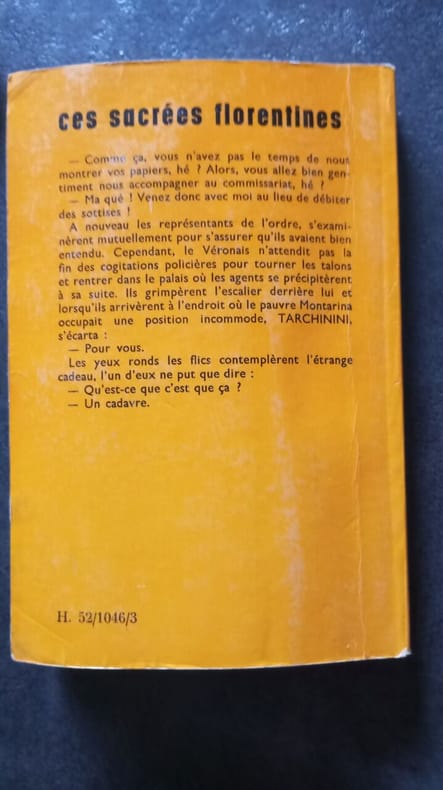 ces sacrées florentines
— Comme ça, vous n'avez pas le temps de nous
montrer vos papiers, hé ? Alors, vous allez bien gen-
timent nous accompagner au commissariat, hé ?
— Ma qué ! Venez donc avec moi au lieu de débiter
des sottises !
A nouveau les représentants de l'ordre, s'exami-
nèrent mutuellement pour s'assurer qu'ils avaient bien
entendu. Cependant, le Véronais n'attendit pas la
fin des cogitations policières pour tourner les talons
et rentrer dans le palais où les agents se précipitèrent
à sa suite. Ils grimpèrent l'escalier derrière lui et
lorsqu'ils arrivèrent à l'endroit où le pauvre Montarina
occupait une position incommode, TARCHININI,
s'écarta :
— Pour vous.
Les yeux ronds les flics contemplèrent l'étrange
cadeau, l'un d'eux ne put que dire :
— Qu'est-ce que c'est que ça ?
— Un cadavre.
H. 52/1046/3